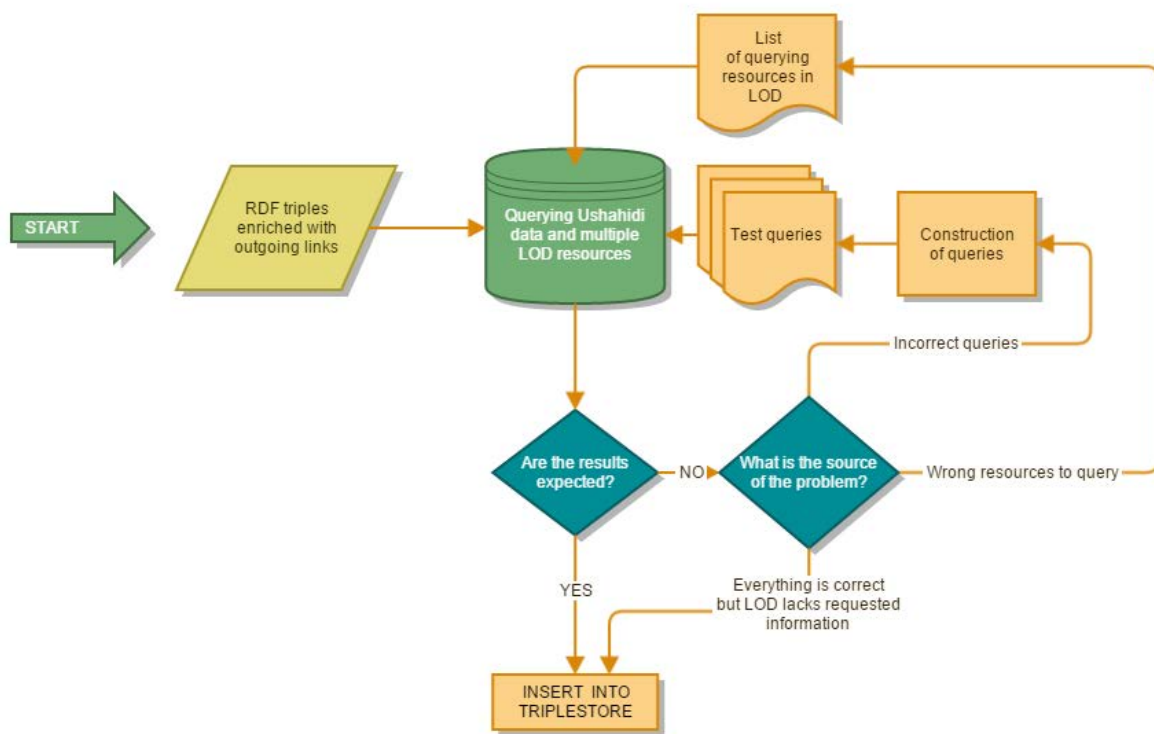 List
of querying
resources in
LOD
START
RDF triples
enriched with
outgoing links
Querying Ushahidi
data and multiple
LOD resources
Test queries
Construction
of queries
Incorrect queries
Are the results
expected?
NO
What is the source
of the problem?
Wrong resources to query
YES
Everything is correct
but LOD lacks requested
information
INSERT INTO
TRIPLESTORE